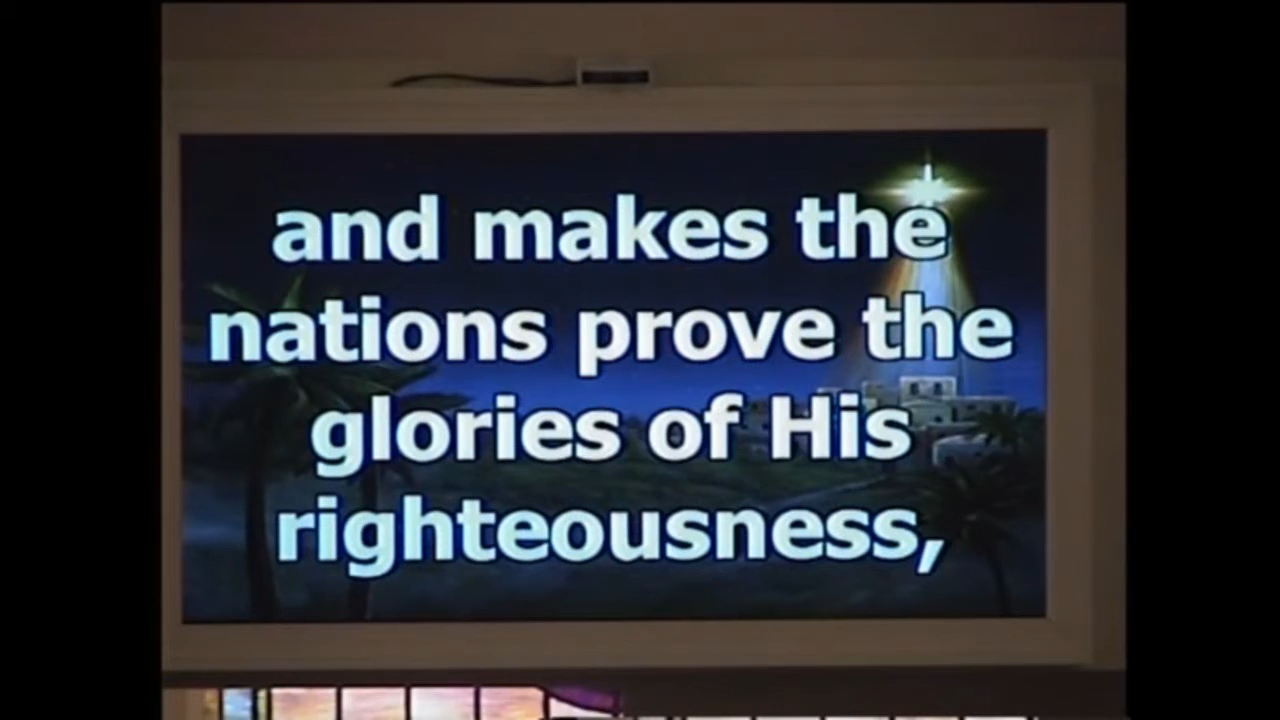 and makes the
nations prove the
glories of His
righteousness,